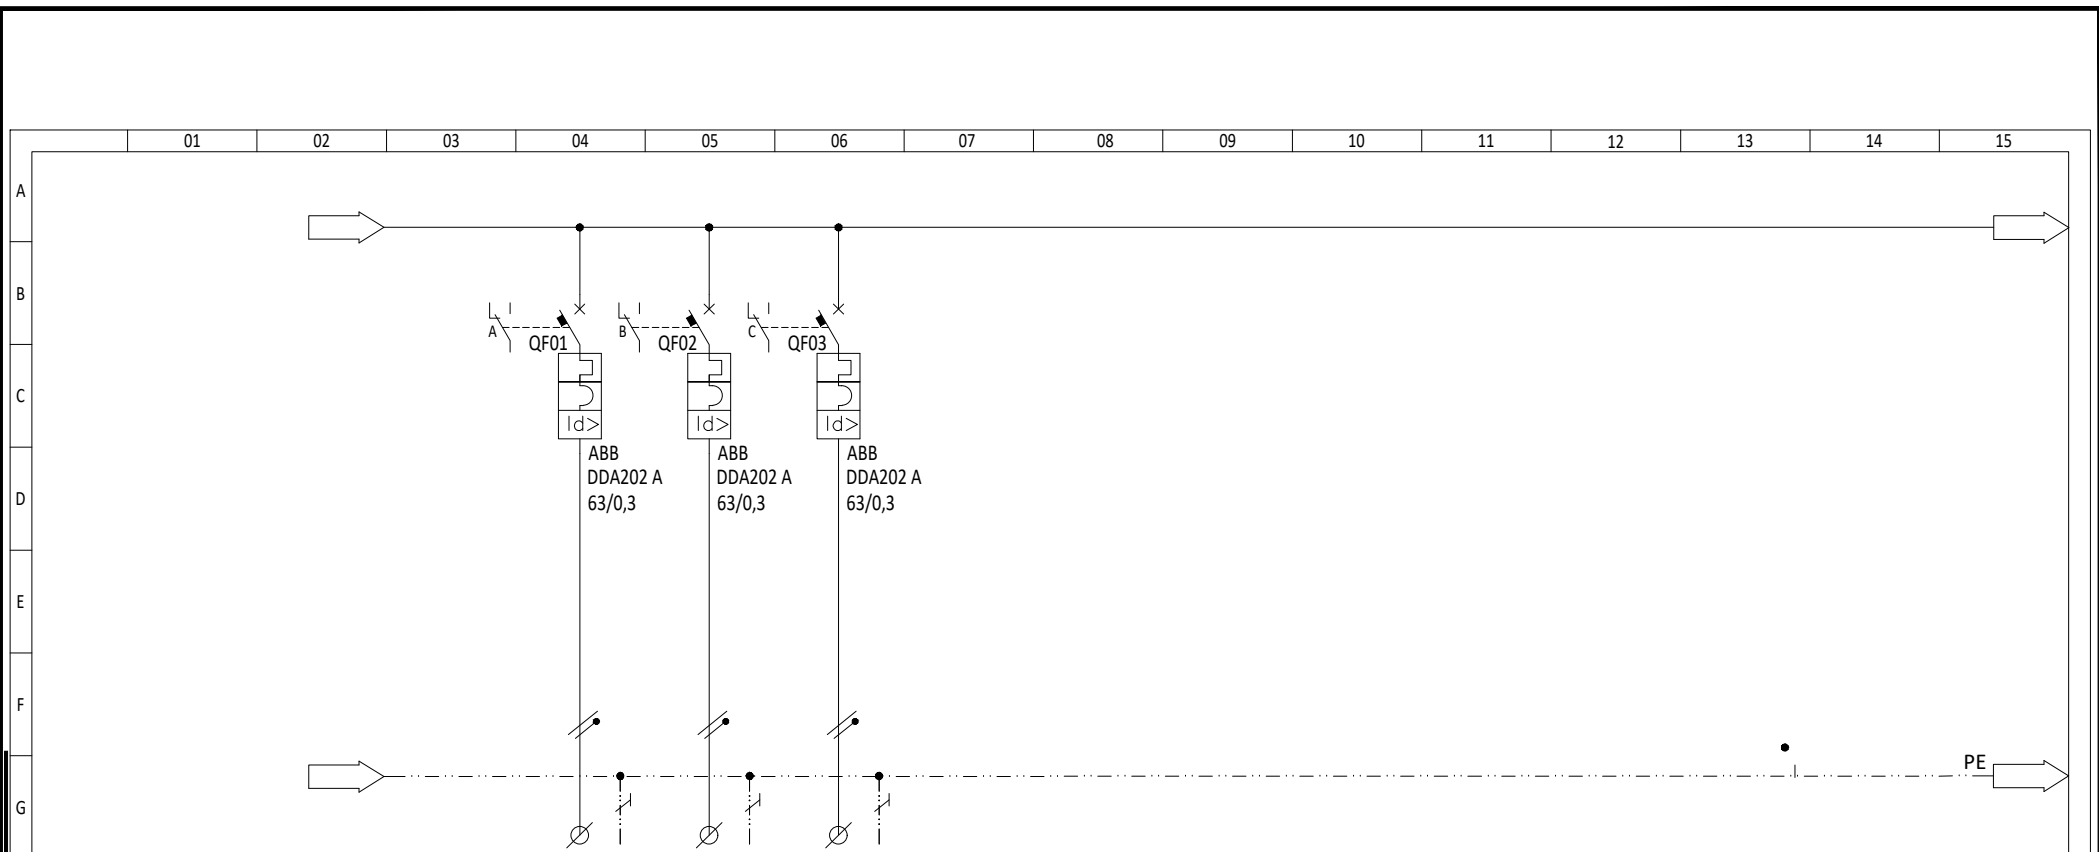 01 02 03 04 05 06 07 08 09 10 11 12 13 14 15
A
B
A B C
QF01 QF02 QF03
C
Id> Id> Id>
ABB ABB ABB
DDA202 A DDA202 A DDA202 A
D
63/0,3 63/0,3 63/0,3
E
F
PE
G